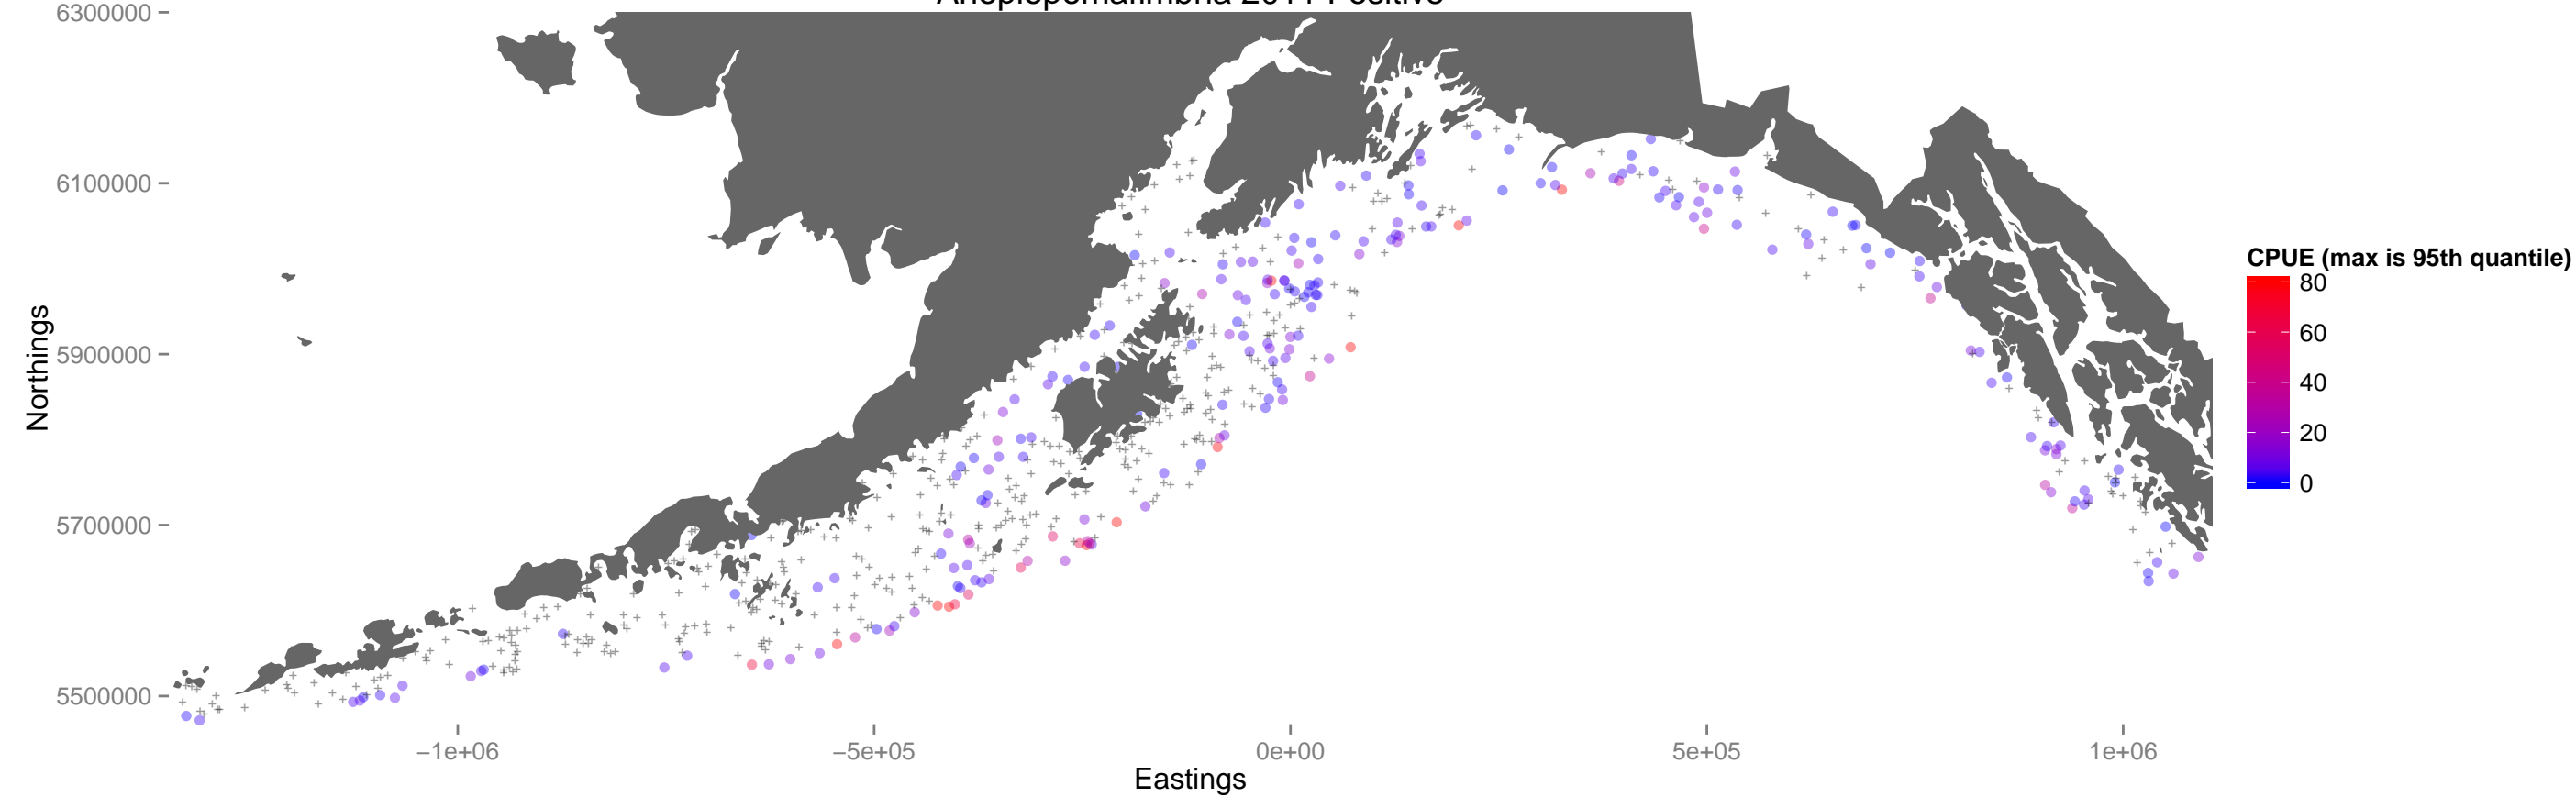 Anoplopomafimbria 2011 Positive
6300000
6100000
5900000
5700000
5500000
Northings
−1e+06
−5e+05
0e+00
5e+05
1e+06
Eastings
CPUE (max is 95th quantile)
80
60
40
20
0